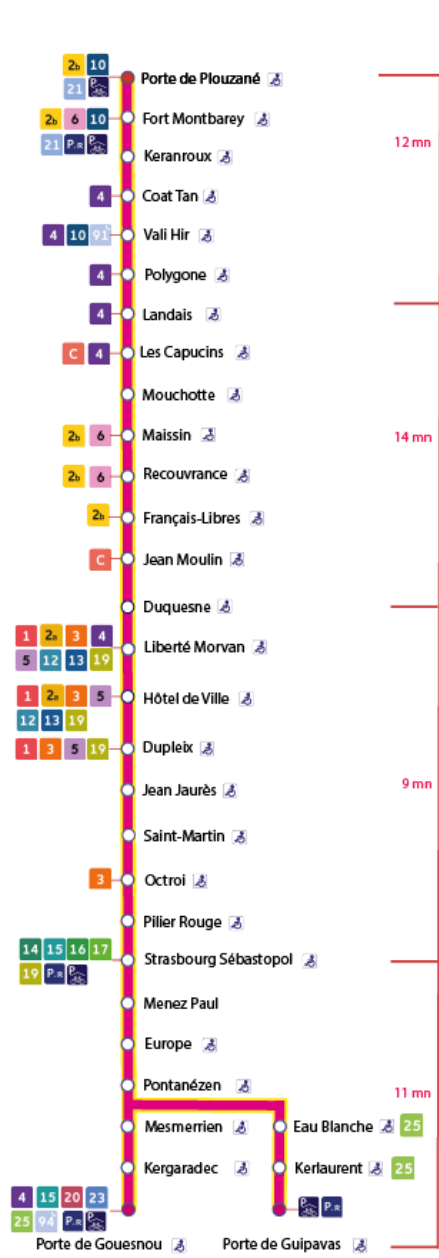 2b 10
21 P
Porte de Plouzané
2b 6 10
Fort Montbarey
21 P+R P
12 mn
Keranroux
4 Coat Tan
4 10 91 Vali Hir
4 Polygone
4 Landais
C 4 Les Capucins
Mouchotte
2b 6 Maissin
14 mn
2b 6 Recouvrance
2b Français-Libres
C Jean Moulin
Duquesne
1 2a 3 4
Liberté Morvan
5 12 13 19
1 2a 3 5
Hôtel de Ville
12 13 19
1 3 5 19 Dupleix
9 mn
Jean Jaurès
Saint-Martin
3 Octroi
Pilier Rouge
14 15 16 17
Strasbourg Sébastopol
19 P+R P
Menez Paul
Europe
Pontanézen
11 mn
Mesmerrien
Eau Blanche 25
Kergaradec
Kerlaurent 25
4 15 20 23
25 94 P+R P
P P+R
Porte de Gouesnou
Porte de Guipavas